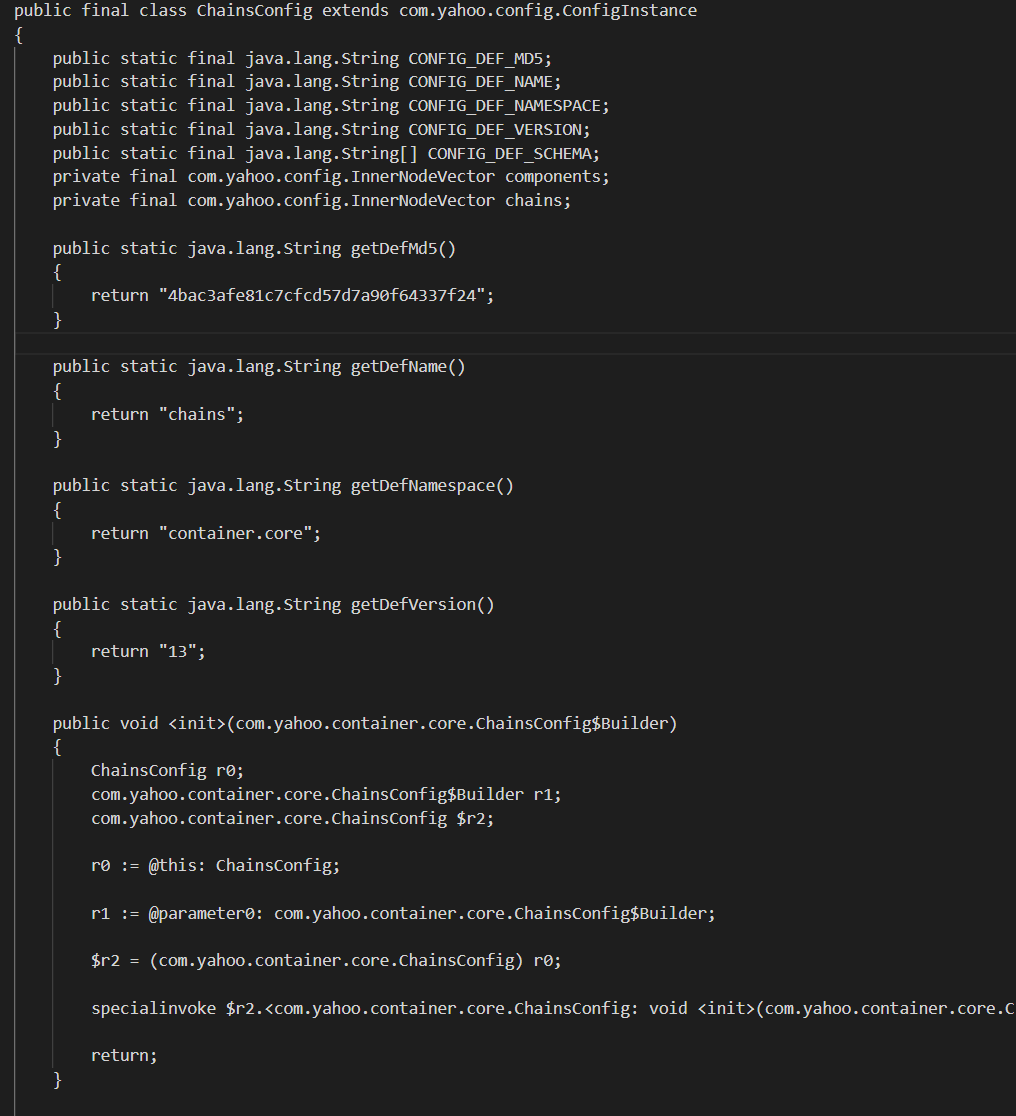 public final class ChainsConfig extends com.yahoo.config.ConfigInstance
{
public static final java.lang.String CONFIG_DEF_MD5;
public static final java.lang.String CONFIG_DEF_NAME;
public static final java.lang.String CONFIG_DEF_NAMESPACE;
public static final java.lang.String CONFIG_DEF_VERSION;
public static final java.lang.String[] CONFIG_DEF_SCHEMA;
private final com.yahoo.config.InnerNodeVector components;
private final com.yahoo.config.InnerNodeVector chains;
public static java.lang.String getDefMd5()
{
return "4bac3afe81c7cfcd57d7a90f64337f24";
}
public static java.lang.String getDefName()
{
return "chains";
}
public static java.lang.String getDefNamespace()
{
return "container.core";
}
public static java.lang.String getDefVersion()
{
return "13";
}
public void <init>(com.yahoo.container.core.ChainsConfig$Builder)
{
ChainsConfig r0;
com.yahoo.container.core.ChainsConfig$Builder r1;
com.yahoo.container.core.ChainsConfig $r2;
r0 := @this: ChainsConfig;
r1 := @parameter0: com.yahoo.container.core.ChainsConfig$Builder;
$r2 = (com.yahoo.container.core.ChainsConfig) r0;
specialinvoke $r2.<com.yahoo.container.core.ChainsConfig: void <init>(com.yahoo.container.core.C
return;
}